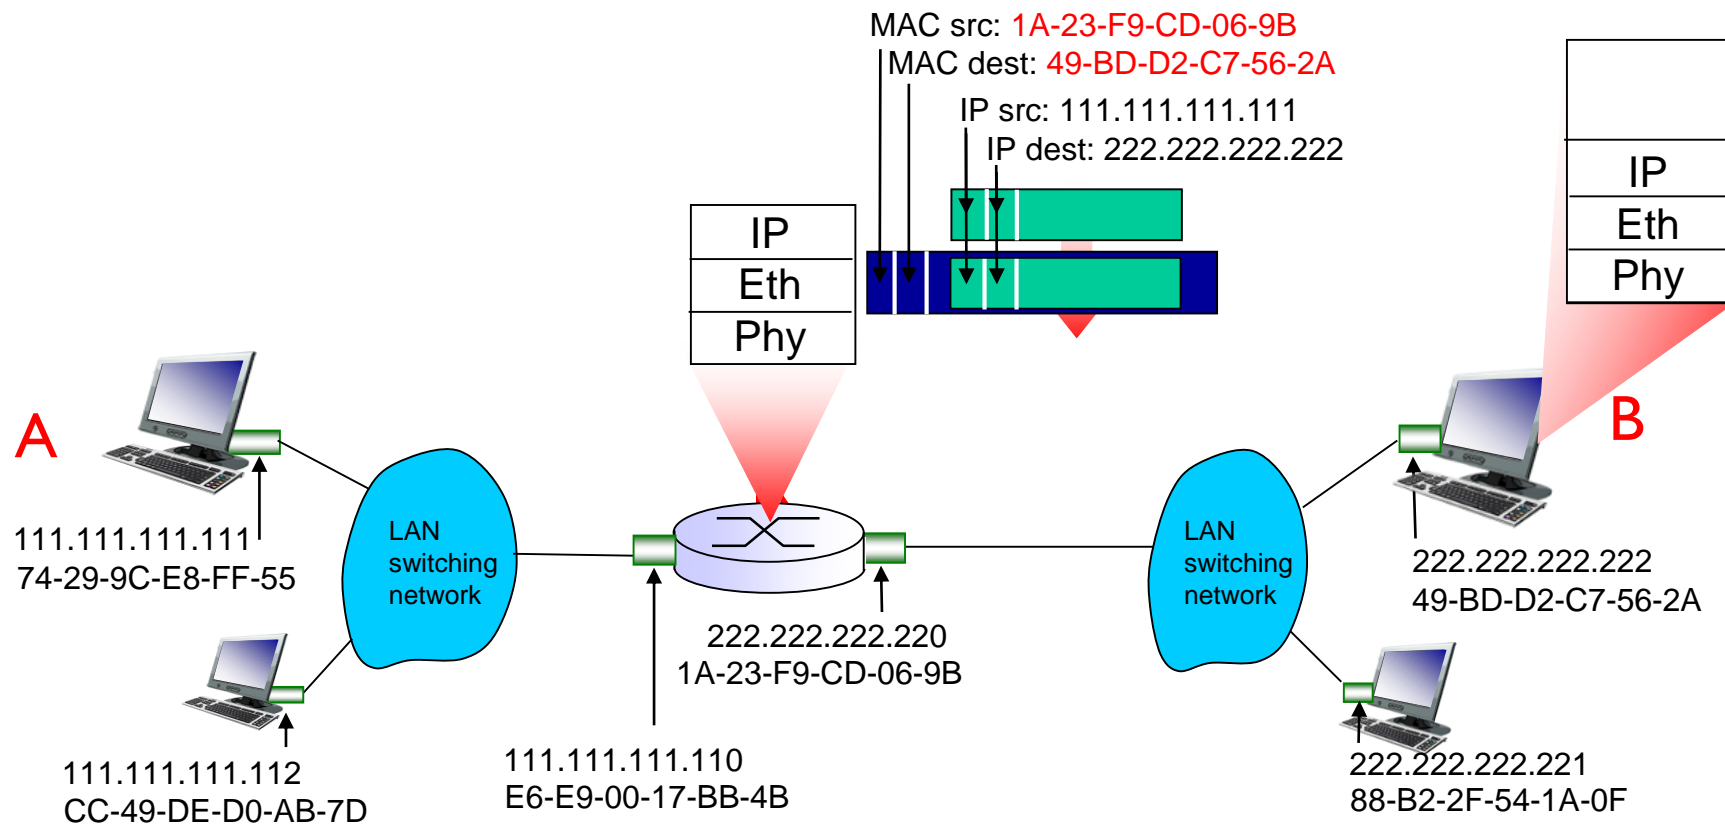 MAC src: 1A-23-F9-CD-06-9B
MAC dest: 49-BD-D2-C7-56-2A
IP src: 111.111.111.111
IP dest: 222.222.222.222
IP
Eth
Phy
IP
Eth
Phy
A
B
111.111.111.111
74-29-9C-E8-FF-55
LAN
switching
network
LAN
switching
network
222.222.222.222
49-BD-D2-C7-56-2A
222.222.222.220
1A-23-F9-CD-06-9B
111.111.111.112
CC-49-DE-D0-AB-7D
111.111.111.110
E6-E9-00-17-BB-4B
222.222.222.221
88-B2-2F-54-1A-0F